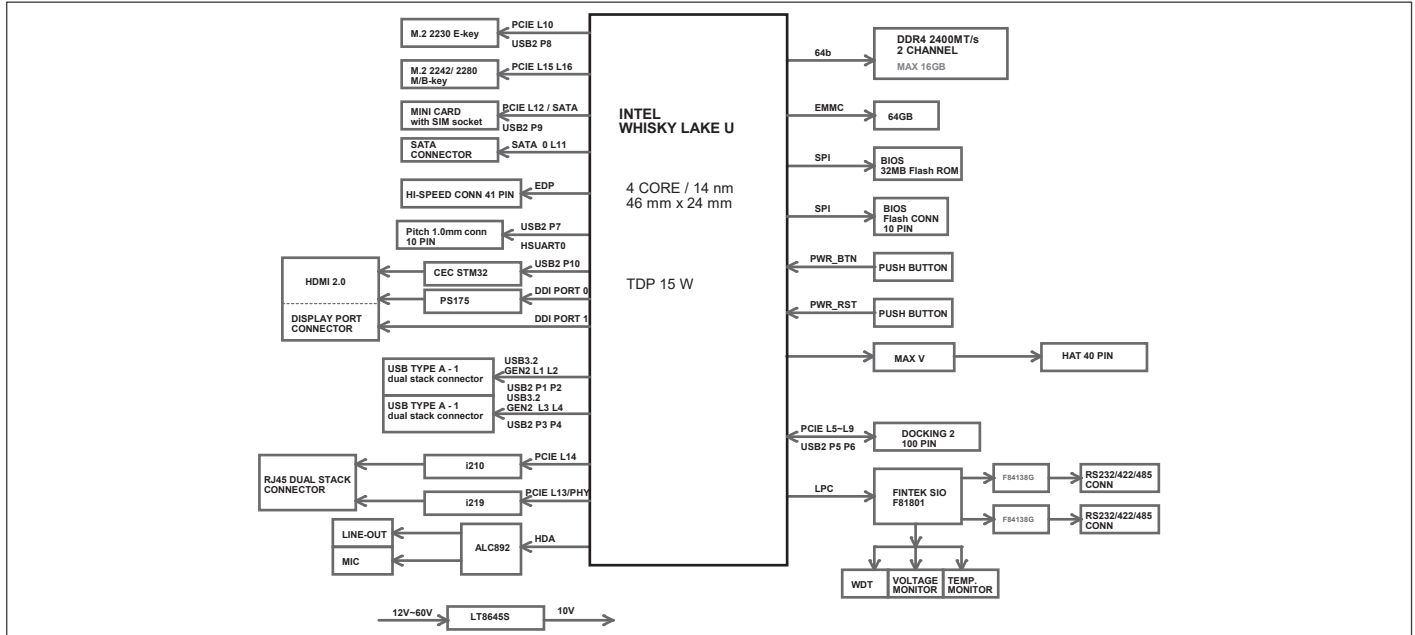 M.2 2230 E-key
PCIE L10
USB2 P8
M.2 2242/ 2280
M/B-key
PCIE L15 L16
MINI CARD
with SIM socket
PCIE L12 / SATA
USB2 P9
SATA
CONNECTOR
SATA 0 L11
HI-SPEED CONN 41 PIN
EDP
Pitch 1.0mm conn
10 PIN
USB2 P7
HSUART0
HDMI 2.0
CEC STM32
USB2 P10
PS175
DDI PORT 0
DISPLAY PORT
CONNECTOR
DDI PORT 1
USB TYPE A - 1
dual stack connector
USB3.2
GEN2 L1 L2
USB2 P1 P2
USB TYPE A - 1
dual stack connector
USB3.2
GEN2 L3 L4
USB2 P3 P4
RJ45 DUAL STACK
CONNECTOR
i210
PCIE L14
i219
PCIE L13/PHY
LINE-OUT
MIC
ALC892
HDA
12V~60V
LT8645S
10V
INTEL
WHISKY LAKE U
4 CORE / 14 nm
46 mm x 24 mm
TDP 15 W
64b
DDR4 2400MT/s
2 CHANNEL
MAX 16GB
EMMC
64GB
SPI
BIOS
32MB Flash ROM
SPI
BIOS
Flash CONN
10 PIN
PWR_BTN
PUSH BUTTON
PWR_RST
PUSH BUTTON
MAX V
HAT 40 PIN
PCIE L5~L9
USB2 P5 P6
DOCKING 2
100 PIN
LPC
FINTEK SIO
F81801
F84138G
RS232/422/485
CONN
F84138G
RS232/422/485
CONN
WDT
VOLTAGE
MONITOR
TEMP.
MONITOR